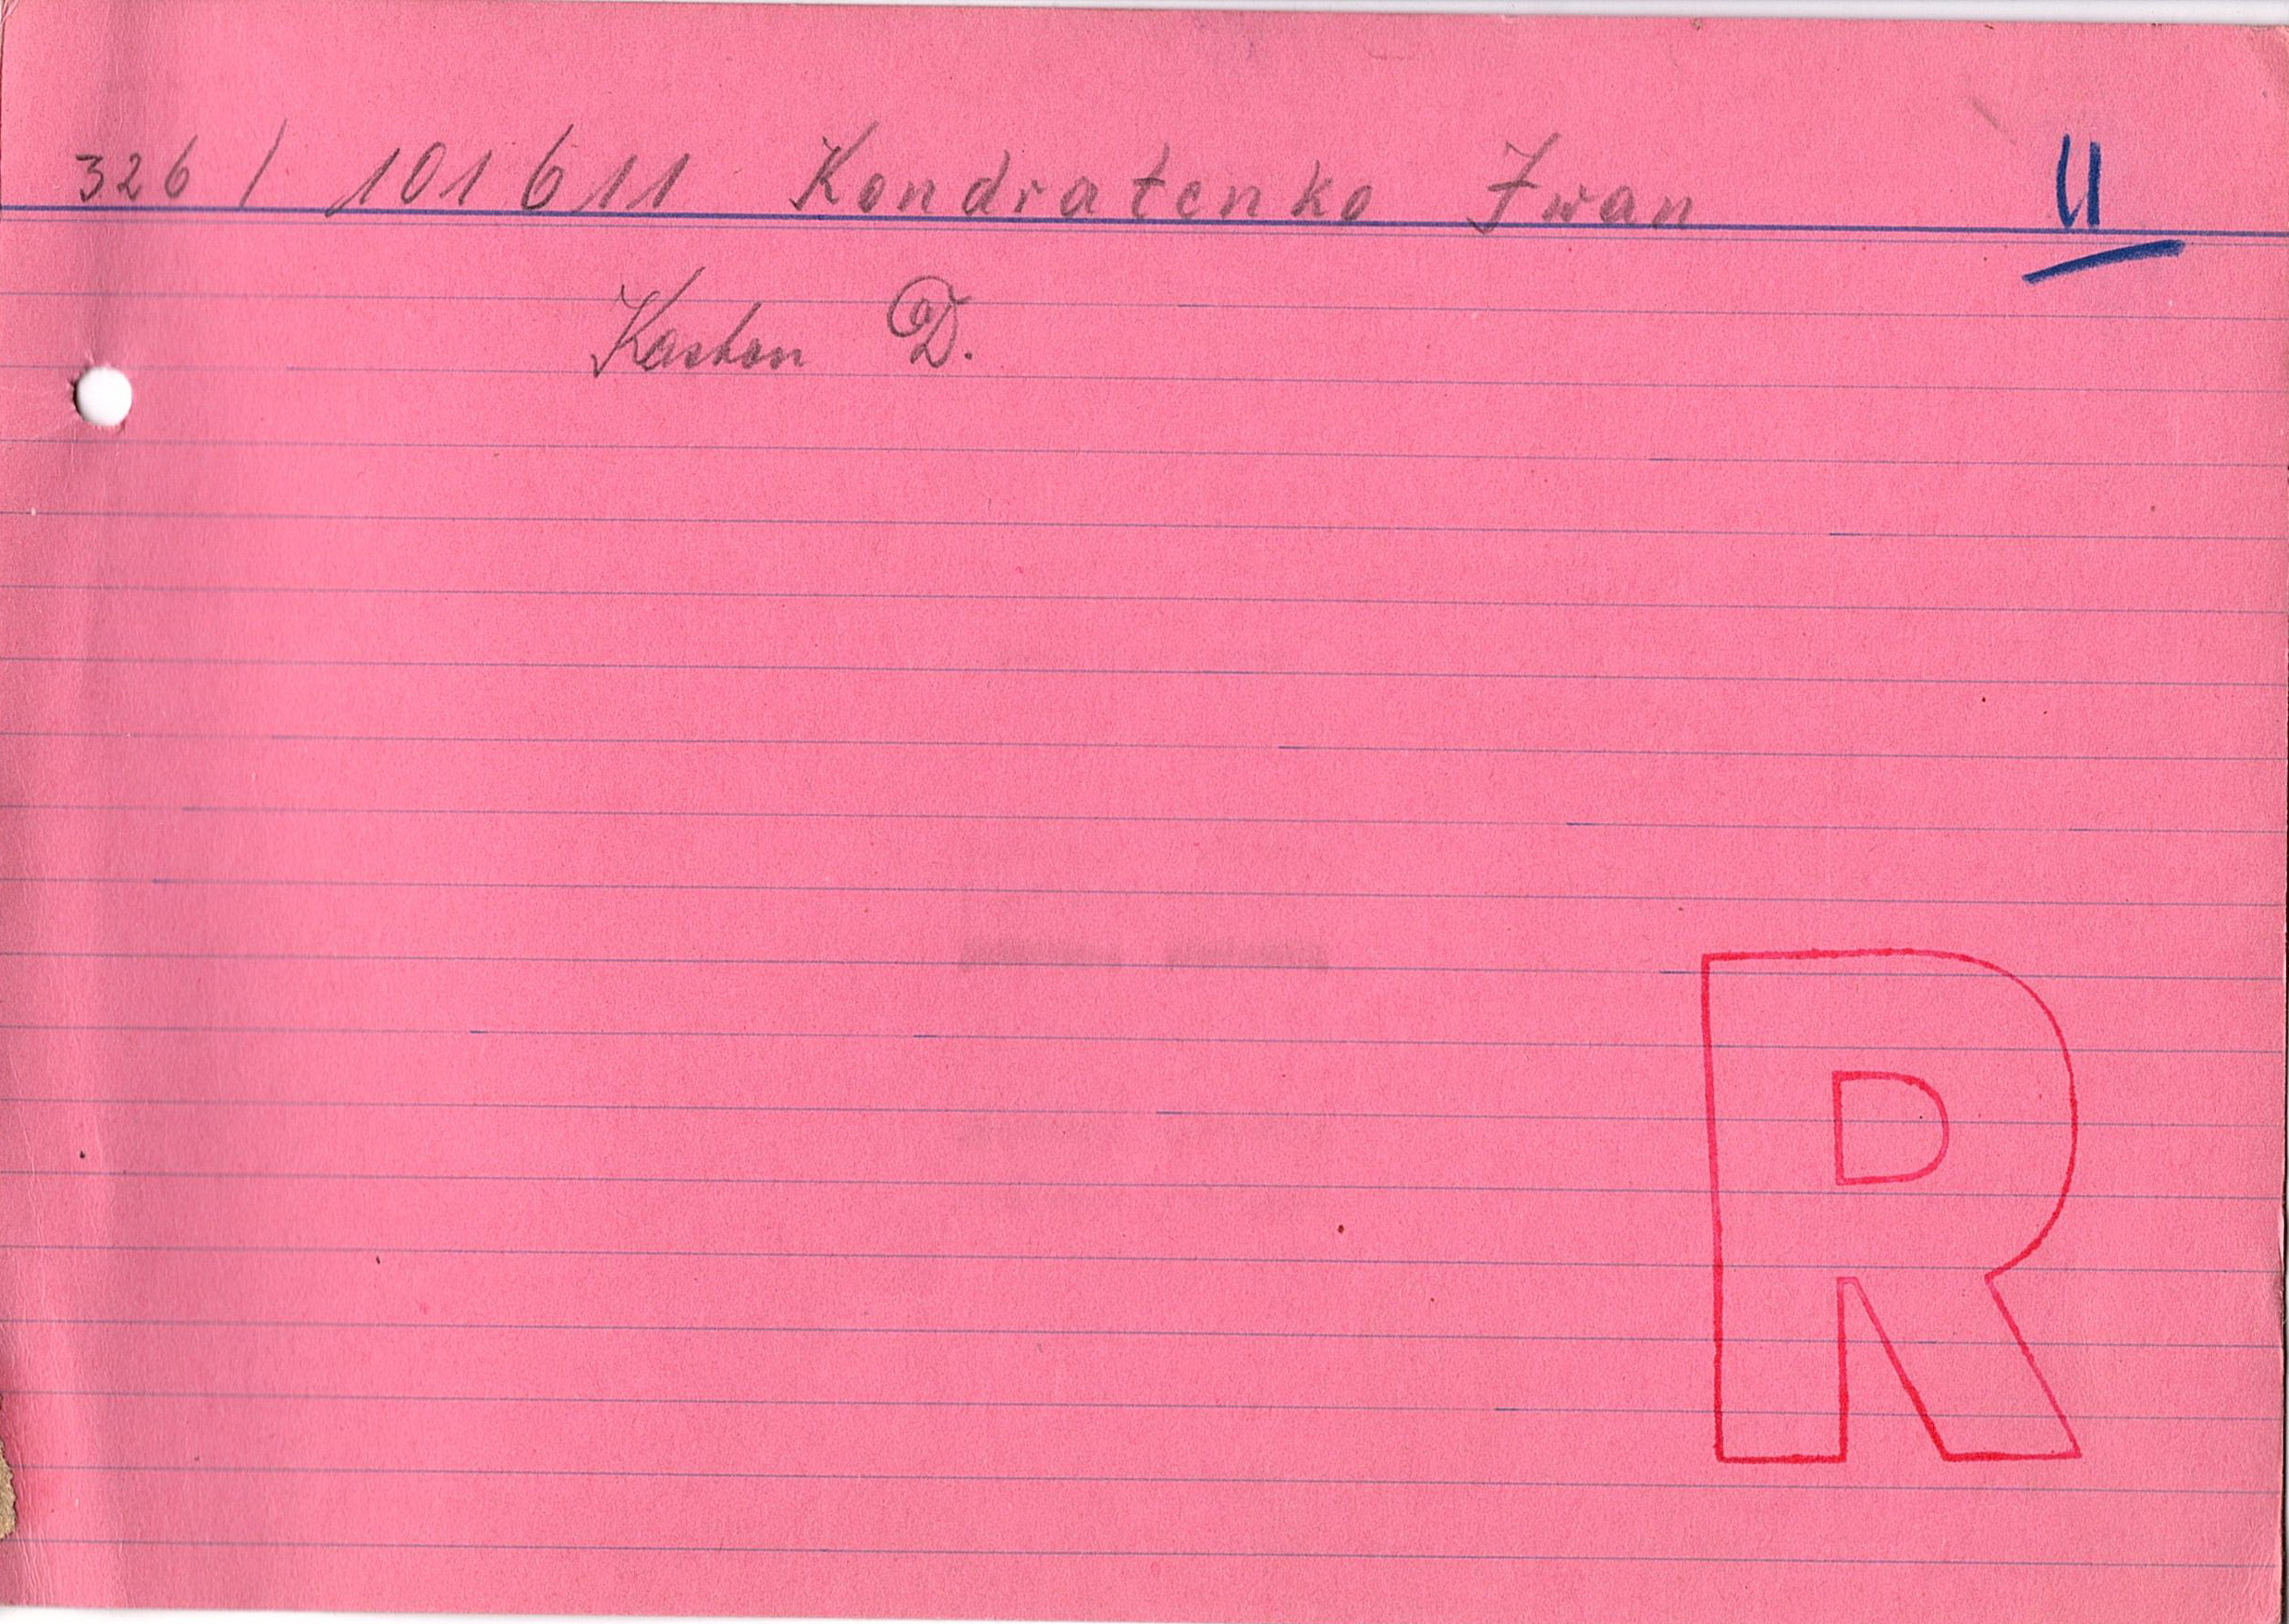 326 / 101611 Kondratenko Iwan U
Kasten D.
R